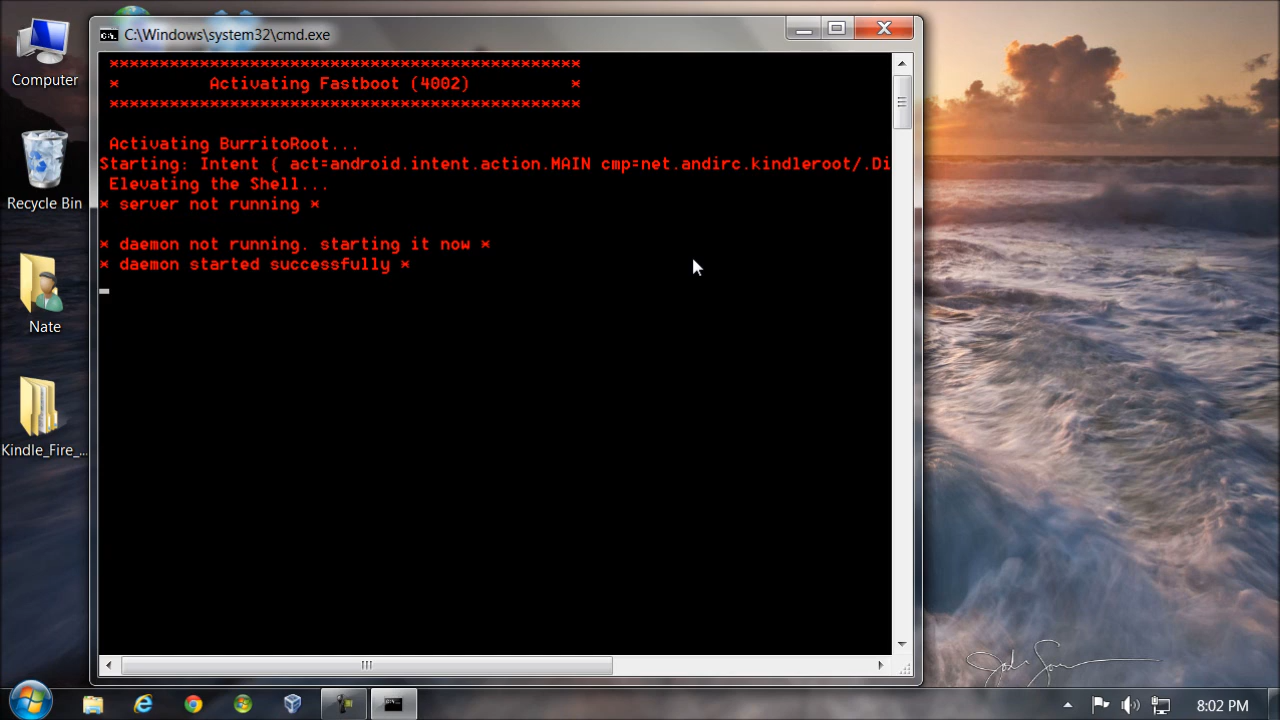 Computer
Recycle Bin
Nate
Kindle_Fire_...
C:\Windows\system32\cmd.exe
***********************************************
* Activating Fastboot (4002) *
***********************************************
Activating BurritoRoot...
Starting: Intent { act=android.intent.action.MAIN cmp=net.andirc.kindleroot/.Di
Elevating the Shell...
* server not running *
* daemon not running. starting it now *
* daemon started successfully *
8:02 PM